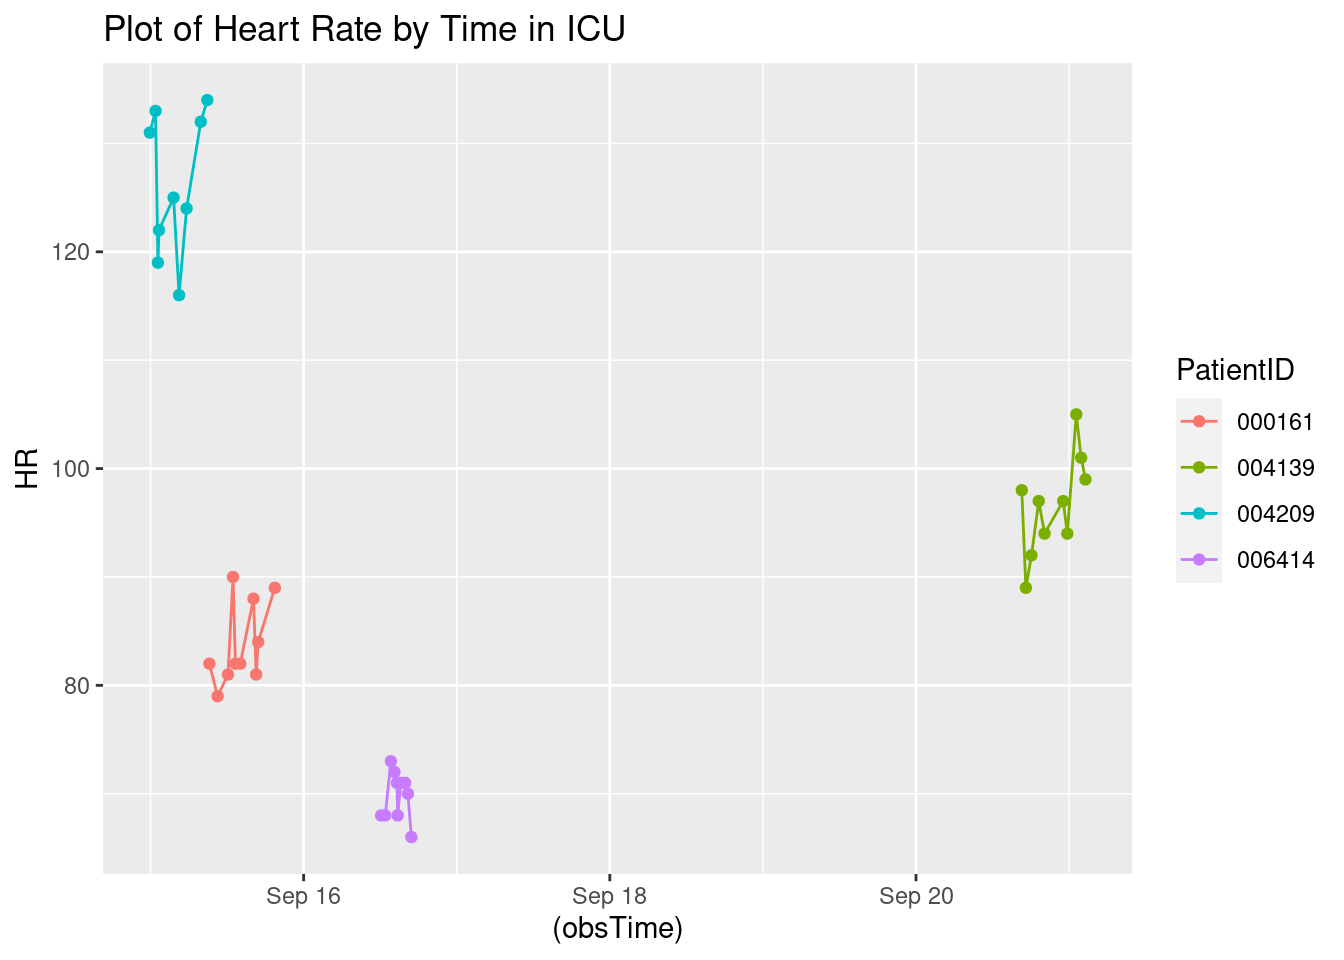 Plot of Heart Rate by Time in ICU
120
100
80
HR
Sep 16
Sep 18
Sep 20
(obsTime)
PatientID
000161
004139
004209
006414